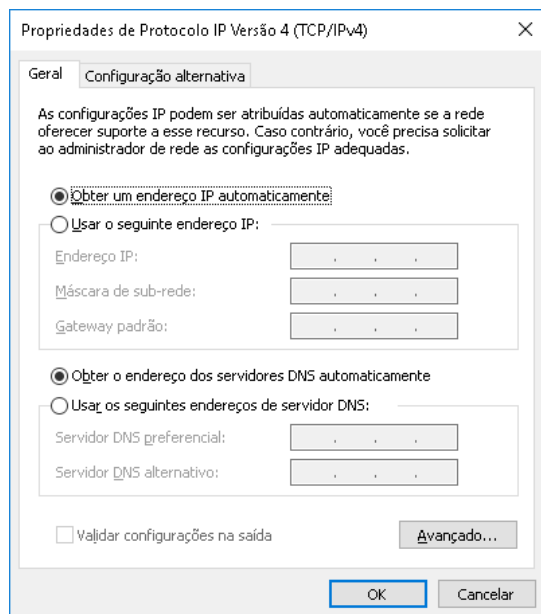 Propriedades de Protocolo IP Versão 4 (TCP/IPv4)
Geral
Configuração alternativa
As configurações IP podem ser atribuídas automaticamente se a rede
oferecer suporte a esse recurso. Caso contrário, você precisa solicitar
ao administrador de rede as configurações IP adequadas.
Obter um endereço IP automaticamente
Usar o seguinte endereço IP:
Endereço IP:
Máscara de sub-rede:
Gateway padrão:
Obter o endereço dos servidores DNS automaticamente
Usar os seguintes endereços de servidor DNS:
Servidor DNS preferencial:
Servidor DNS alternativo:
Validar configurações na saída
Avançado...
OK
Cancelar